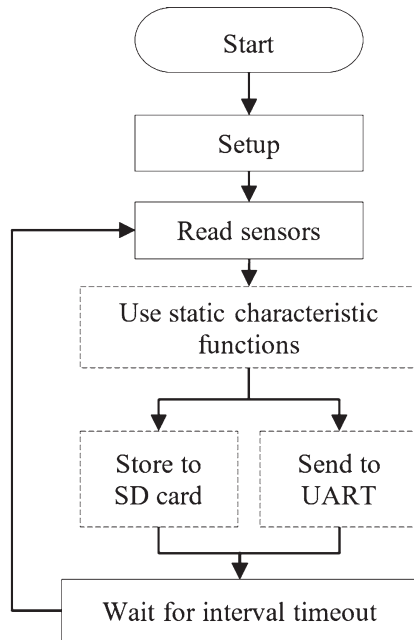 Start
Setup
Read sensors
Use static characteristic
functions
Store to
SD card
Send to
UART
Wait for interval timeout